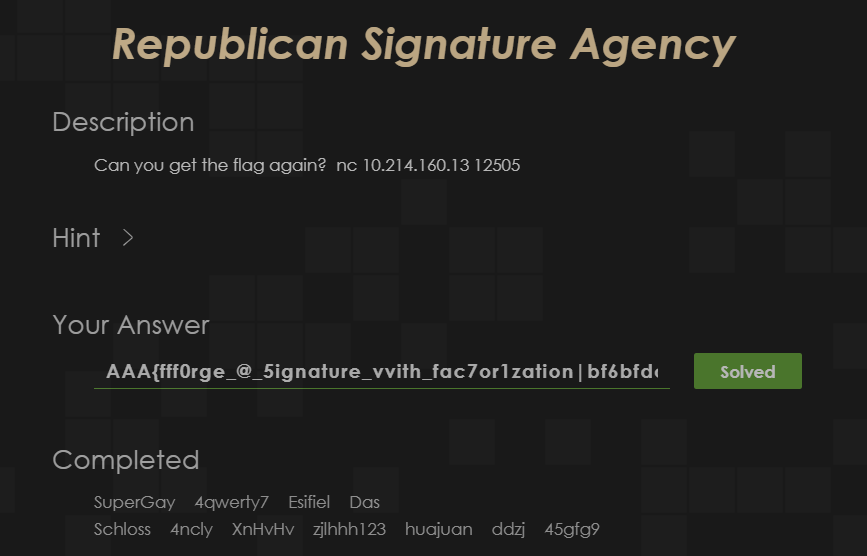 Republican Signature Agency
Description
Can you get the flag again? nc 10.214.160.13 12505
Hint >
Your Answer
AAA{fff0rge_@_5ignature_vvith_fac7or1zation|bf6bfd
Solved
Completed
SuperGay 4qwerty7 Esifiel Das
Schloss 4ncly XnHvHv zjlhhh123 huajuan ddzj 45gfg9